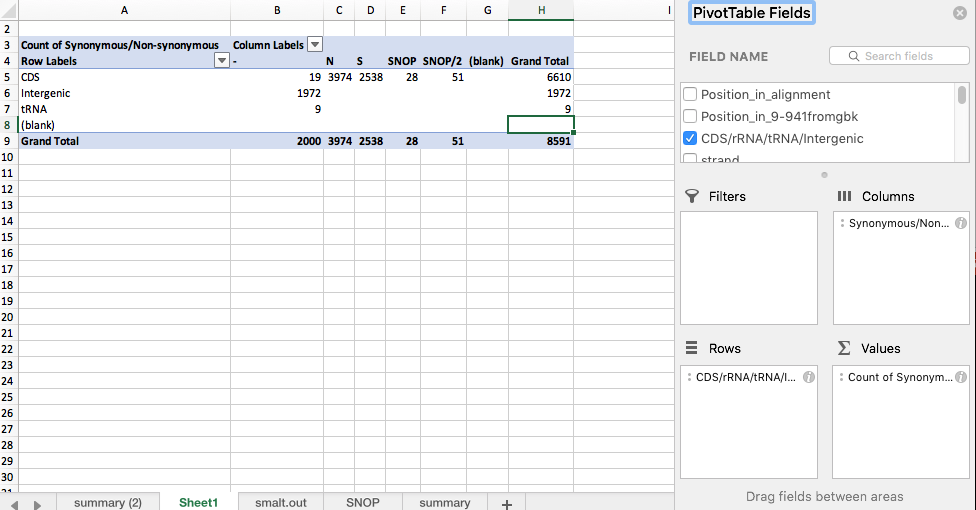 A B C D E F G H I
2
3 Count of Synonymous/Non-synonymous Column Labels
4 Row Labels - N S SNOP SNOP/2 (blank) Grand Total
5 CDS 19 3974 2538 28 51 6610
6 Intergenic 1972 1972
7 tRNA 9 9
8 (blank)
9 Grand Total 2000 3974 2538 28 51 8591
10
11
12
13
14
15
16
17
18
19
20
21
22
23
24
25
26
27
28
29
30
31
summary (2) Sheet1 smalt.out SNOP summary +
PivotTable Fields
FIELD NAME Search fields
Position_in_alignment
Position_in_9-941fromgbk
CDS/rRNA/tRNA/Intergenic
strand
Filters Columns
Synonymous/Non...
Rows Values
CDS/rRNA/tRNA/I... Count of Synonym...
Drag fields between areas